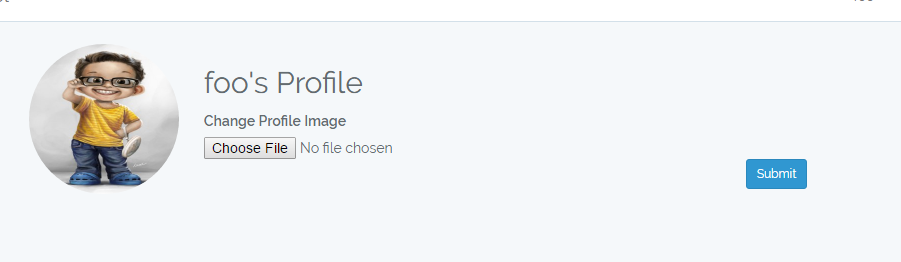 foo's Profile
Change Profile Image
Choose File No file chosen
Submit